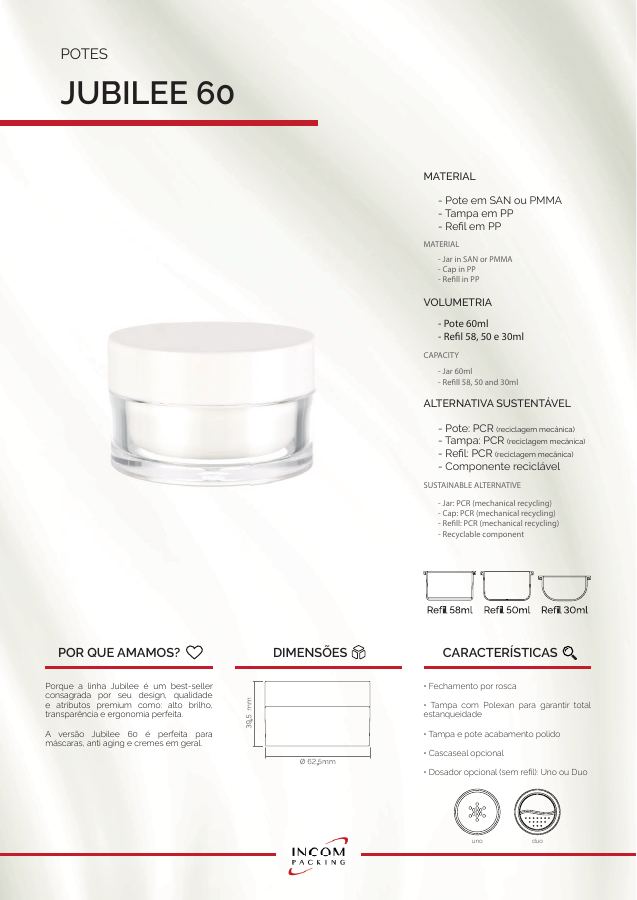 POTES
JUBILEE 60
MATERIAL
- Pote em SAN ou PMMA
- Tampa em PP
- Refil em PP
MATERIAL
- Jar in SAN or PMMA
- Cap in PP
- Refill in PP
VOLUMETRIA
- Pote 60ml
- Refil 58, 50 e 30ml
CAPACITY
- Jar 60ml
- Refill 58, 50 and 30ml
ALTERNATIVA SUSTENTÁVEL
- Pote: PCR (reciclagem mecânica)
- Tampa: PCR (reciclagem mecânica)
- Refil: PCR (reciclagem mecânica)
- Componente reciclável
SUSTAINABLE ALTERNATIVE
- Jar: PCR (mechanical recycling)
- Cap: PCR (mechanical recycling)
- Refill: PCR (mechanical recycling)
- Recyclable component
Refil 58ml Refil 50ml Refil 30ml
POR QUE AMAMOS?
Porque a linha Jubilee é um best-seller
consagrada por seu design, qualidade
e atributos premium como: alto brilho,
transparência e ergonomia perfeita.
A versão Jubilee 60 é perfeita para
máscaras, anti aging e cremes em geral.
DIMENSÕES
39,5 mm
Ø 62,5mm
CARACTERÍSTICAS
• Fechamento por rosca
• Tampa com Polexan para garantir total
estanqueidade
• Tampa e pote acabamento polido
• Cascaseal opcional
• Dosador opcional (sem refil): Uno ou Duo
uno duo
INCOM
PACKING